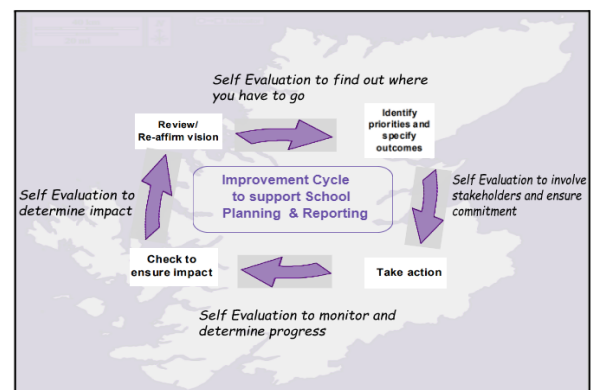 Self Evaluation to find out where
you have to go
Review/
Re-affirm vision
Identify
priorities and
specify
outcomes
Improvement Cycle
to support School
Planning & Reporting
Self Evaluation to
determine impact
Self Evaluation to involve
stakeholders and ensure
commitment
Check to
ensure impact
Take action
Self Evaluation to monitor and
determine progress